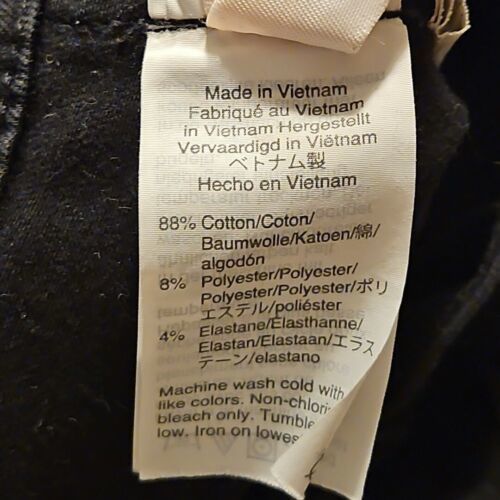 Made in Vietnam
Fabriqué au Vietnam
in Vietnam Hergestellt
Vervaardigd in Viëtnam
ベトナム製
Hecho en Vietnam
88% Cotton/Coton/
Baumwolle/Katoen/綿/
algodón
8% Polyester/Polyester/
Polyester/Polyester/ポリ
エステル/poliéster
4% Elastane/Élasthanne/
Elastan/Elastaan/エラス
テーン/elastano
Machine wash cold with
like colors. Non-chlori
bleach only. Tumble
low. Iron on lowes